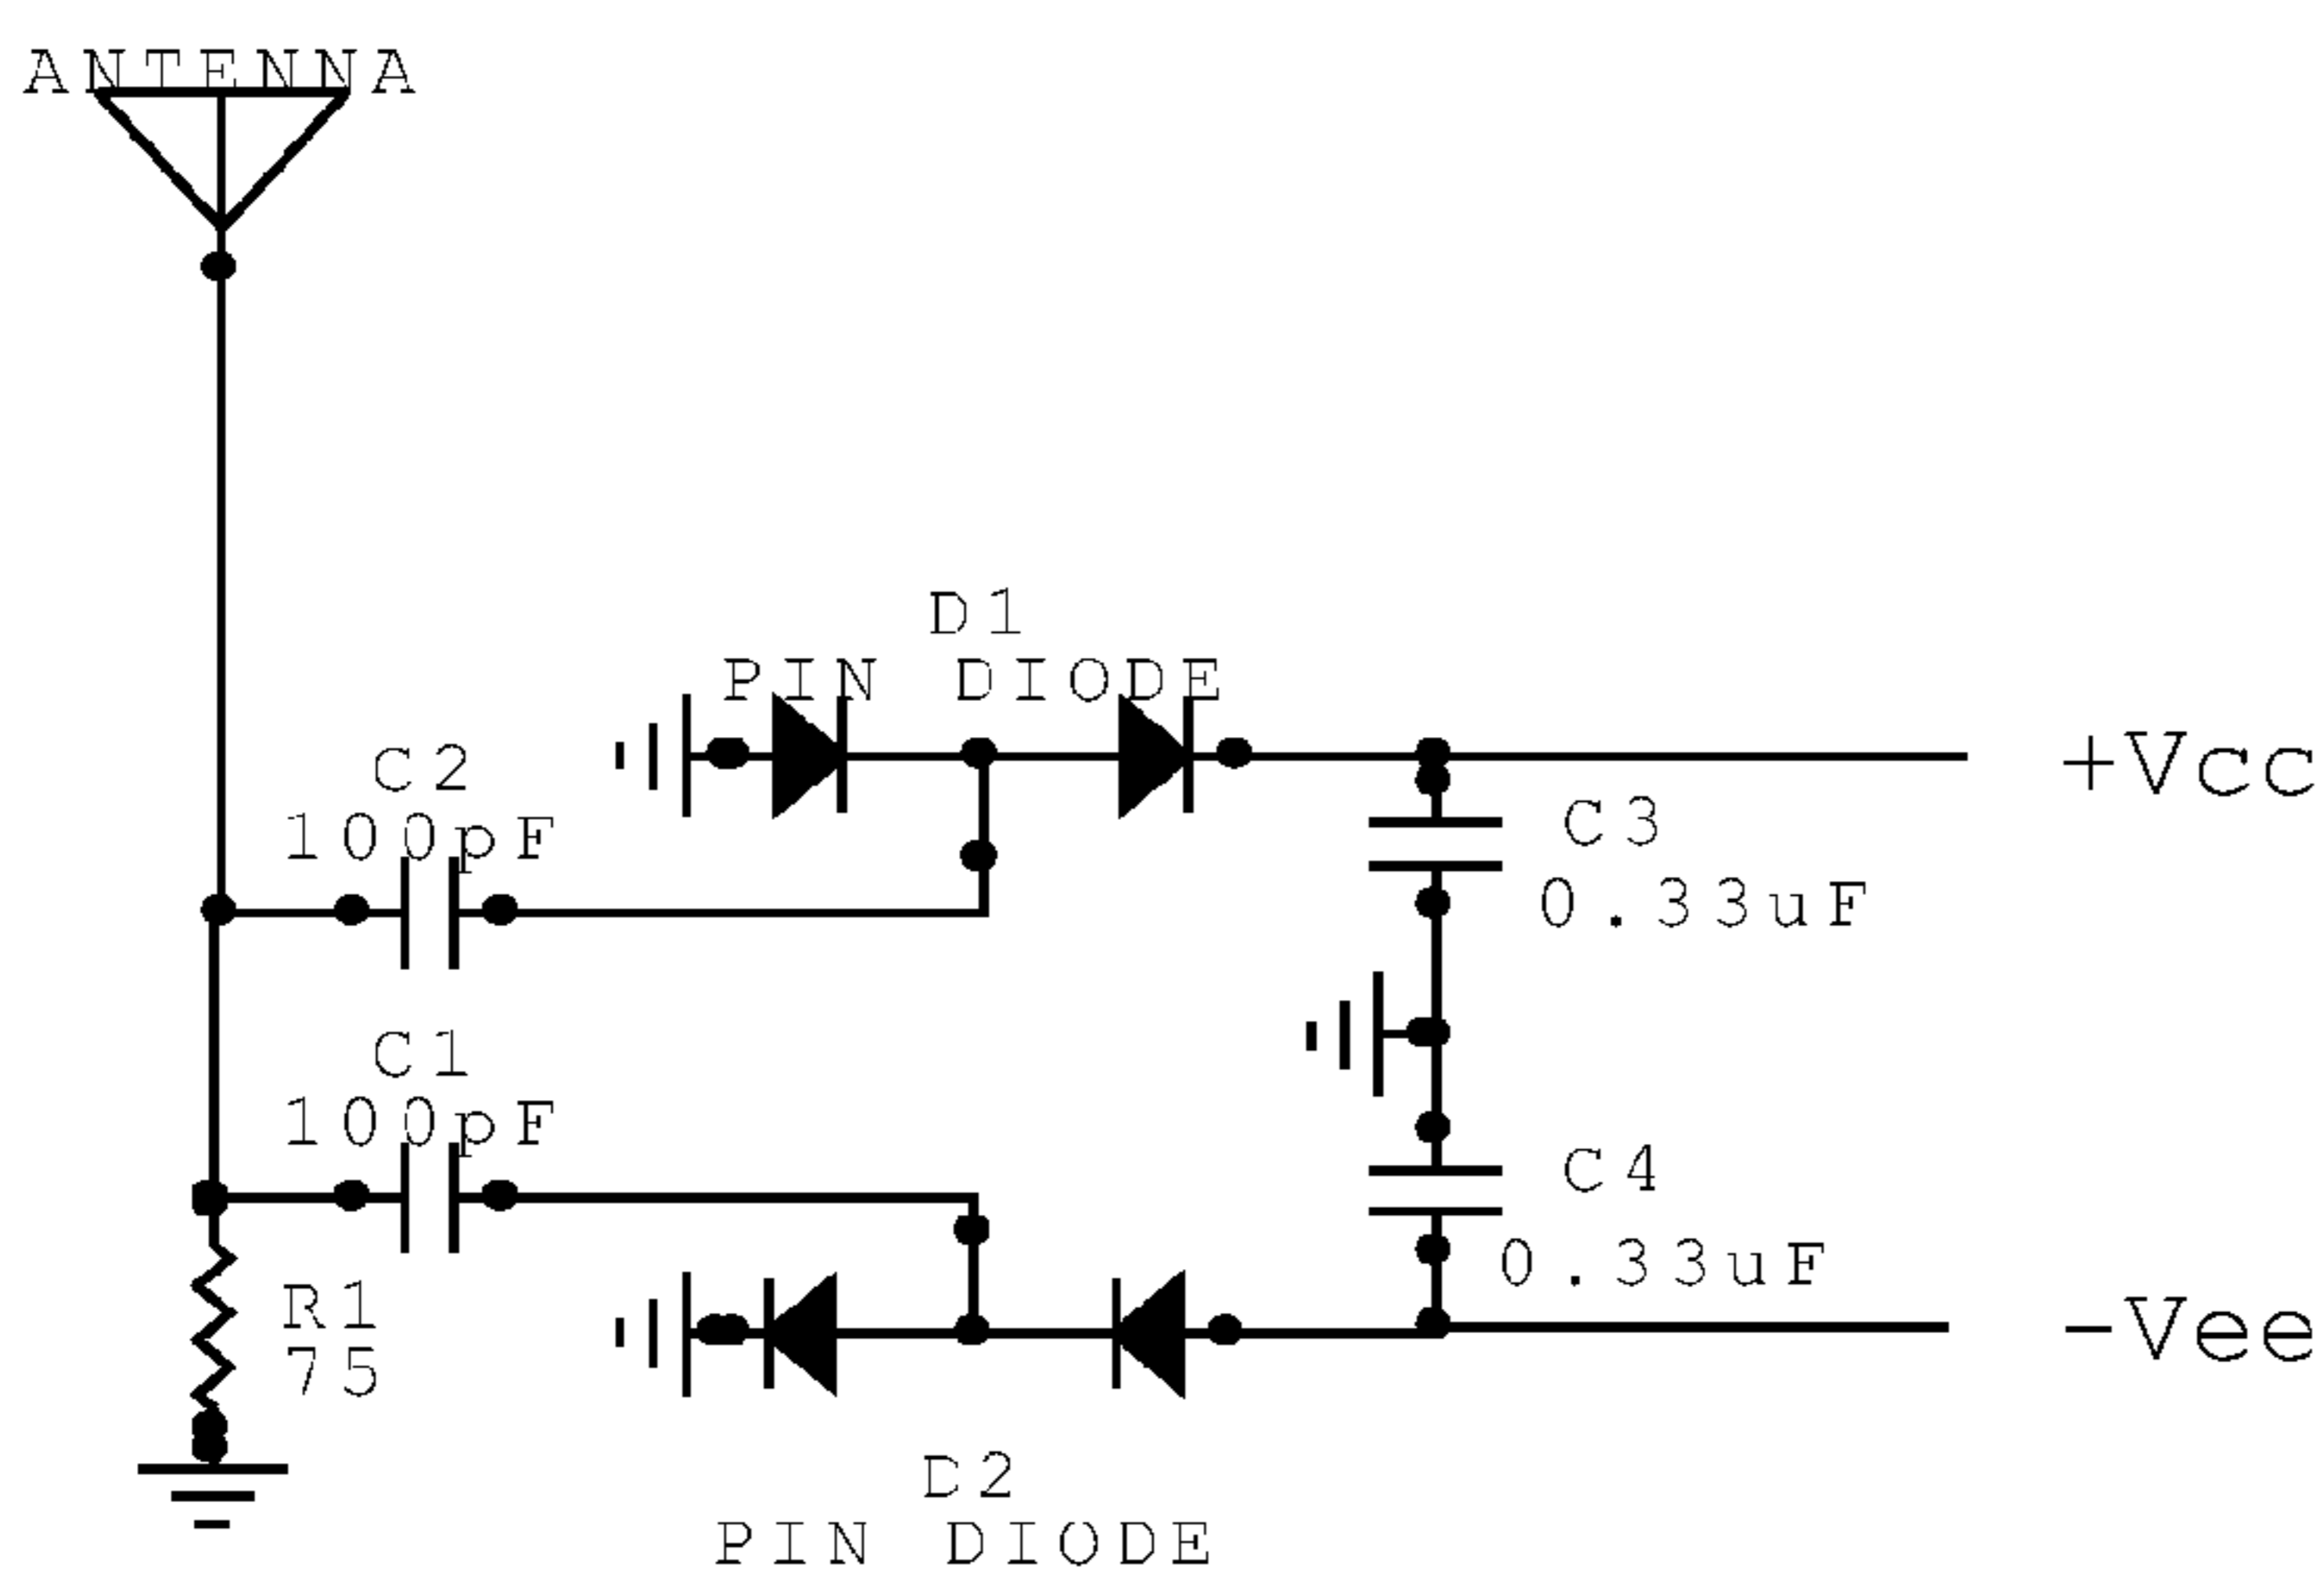 ANTENNA
D1
PIN DIODE
+Vcc
C2
100pF
C3
0.33uF
C1
100pF
C4
0.33uF
R1
75
-Vee
D2
PIN DIODE